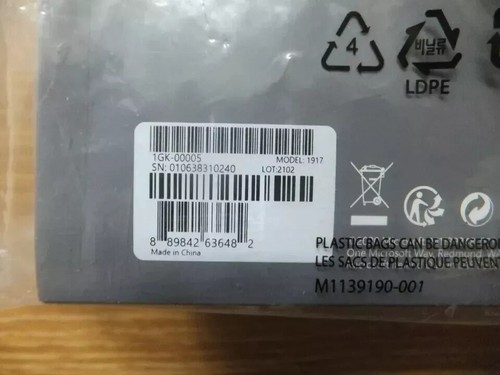 4
비닐류
LDPE
1GK-00005
MODEL: 1917
SN: 010638310240
LOT:2102
8 89842 63648 2
Made in China
PLASTIC BAGS CAN BE DANGERO
One Microsoft Way, Redmond, WA
LES SACS DE PLASTIQUE PEUVEN
M1139190-001